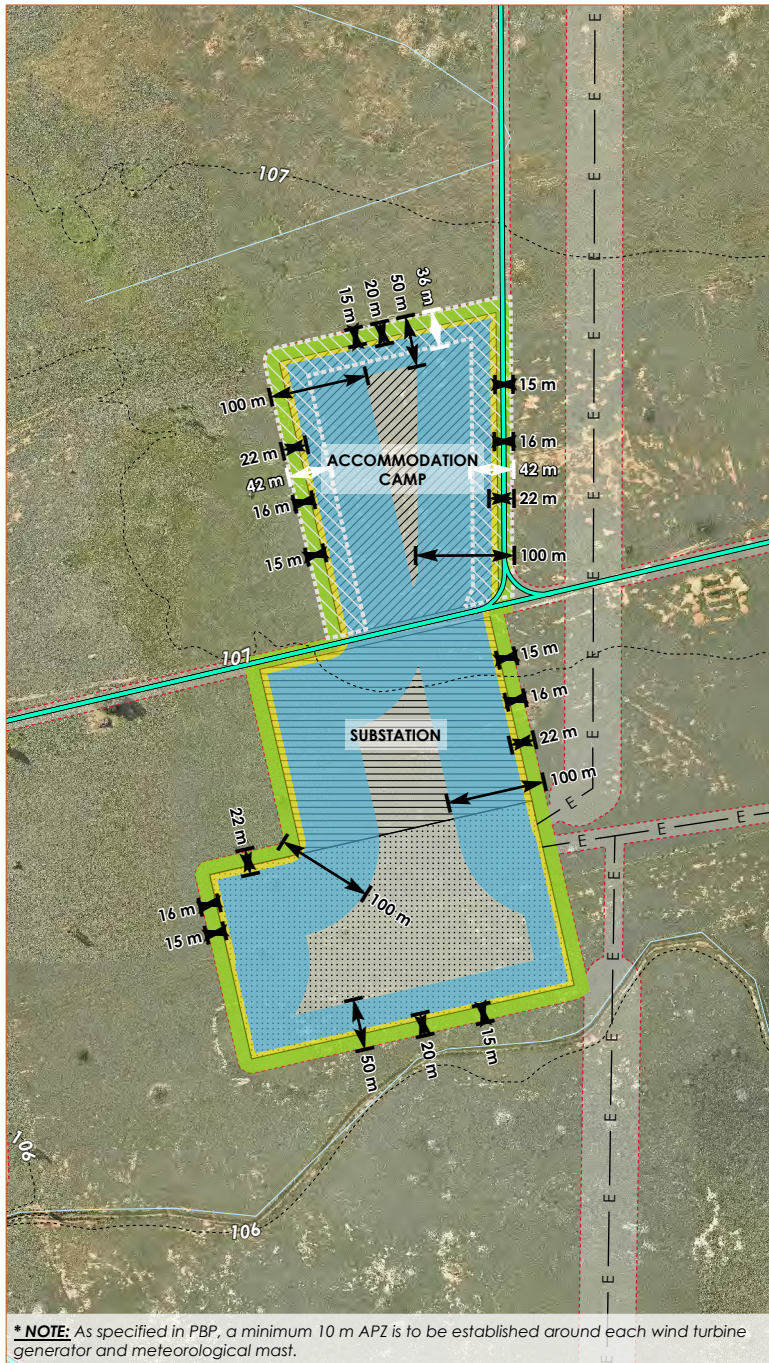 E
E
E
107
E
15 m
20 m
50 m
36 m
E
100 m
15 m
E
22 m
16 m
ACCOMMODATION
CAMP
42 m
42 m
16 m
22 m
E
15 m
100 m
E
107
15 m
E
16 m
SUBSTATION
22 m
E
100 m
E
22 m
E
E
E
E
100 m
16 m
15 m
E
E
50 m
20 m
15 m
E
106
E
106
E
* NOTE: As specified in PBP, a minimum 10 m APZ is to be established around each wind turbine
generator and meteorological mast.